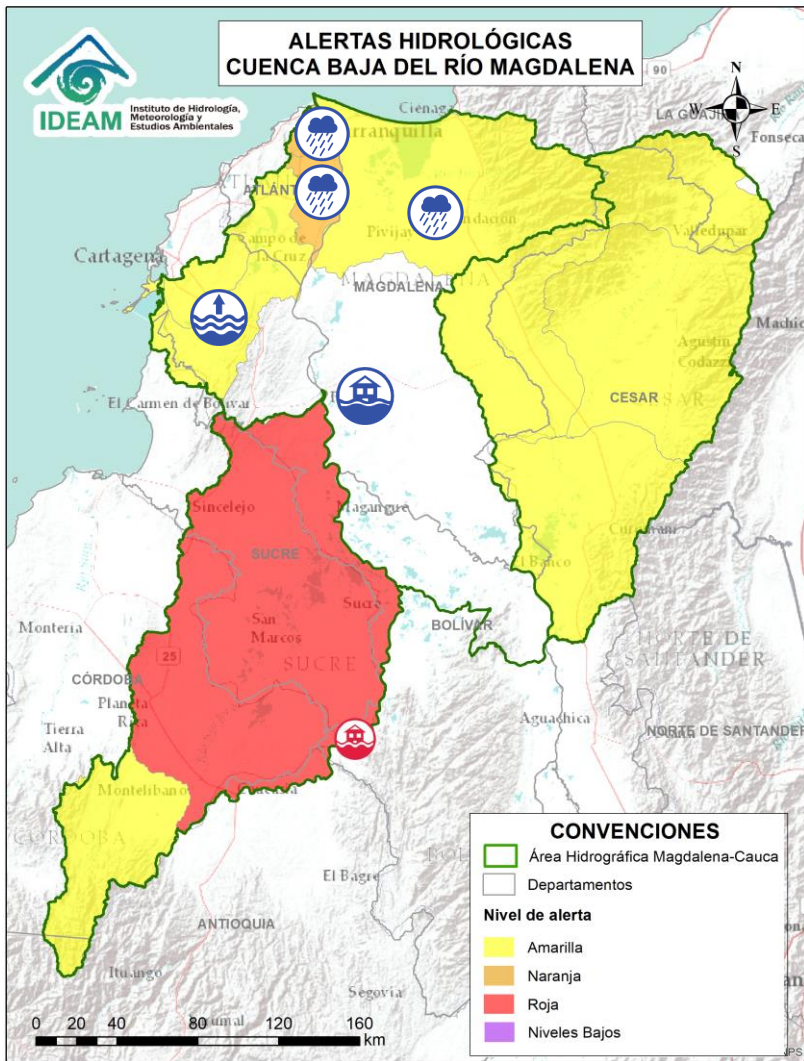 ALERTAS HIDROLÓGICAS
CUENCA BAJA DEL RÍO MAGDALENA
IDEAM
Instituto de Hidrología,
Meteorología y
Estudios Ambientales
N
W
E
S
90
Ciénaga
LA GUAJIRA
Fonseca
rranquilla
ATLÁNT
Pivijay
Valledupar
Cartagena
Campo de
la Cruz
MAGDALENA
MAGDALENA
Agustín
Codazzi
CESAR
El Carmen de Bolívar
Sincelejo
Magangué
Curumaní
SUCRE
El Banco
San
Marcos
Sucre
BOLÍVAR
Montería
25
SUCRE
NORTE DE
SANTANDER
CÓRDOBA
Planeta
Rica
Tierra
Alta
Aguachica
NORTE DE SANTANDER
Montelíbano
Caucasia
CÓRDOBA
El Bagre
ANTIOQUIA
Ituango
Segovia
CONVENCIONES
Área Hidrográfica Magdalena-Cauca
Departamentos
Nivel de alerta
Amarilla
Naranja
Roja
Niveles Bajos
0 20 40 80 120 160
km